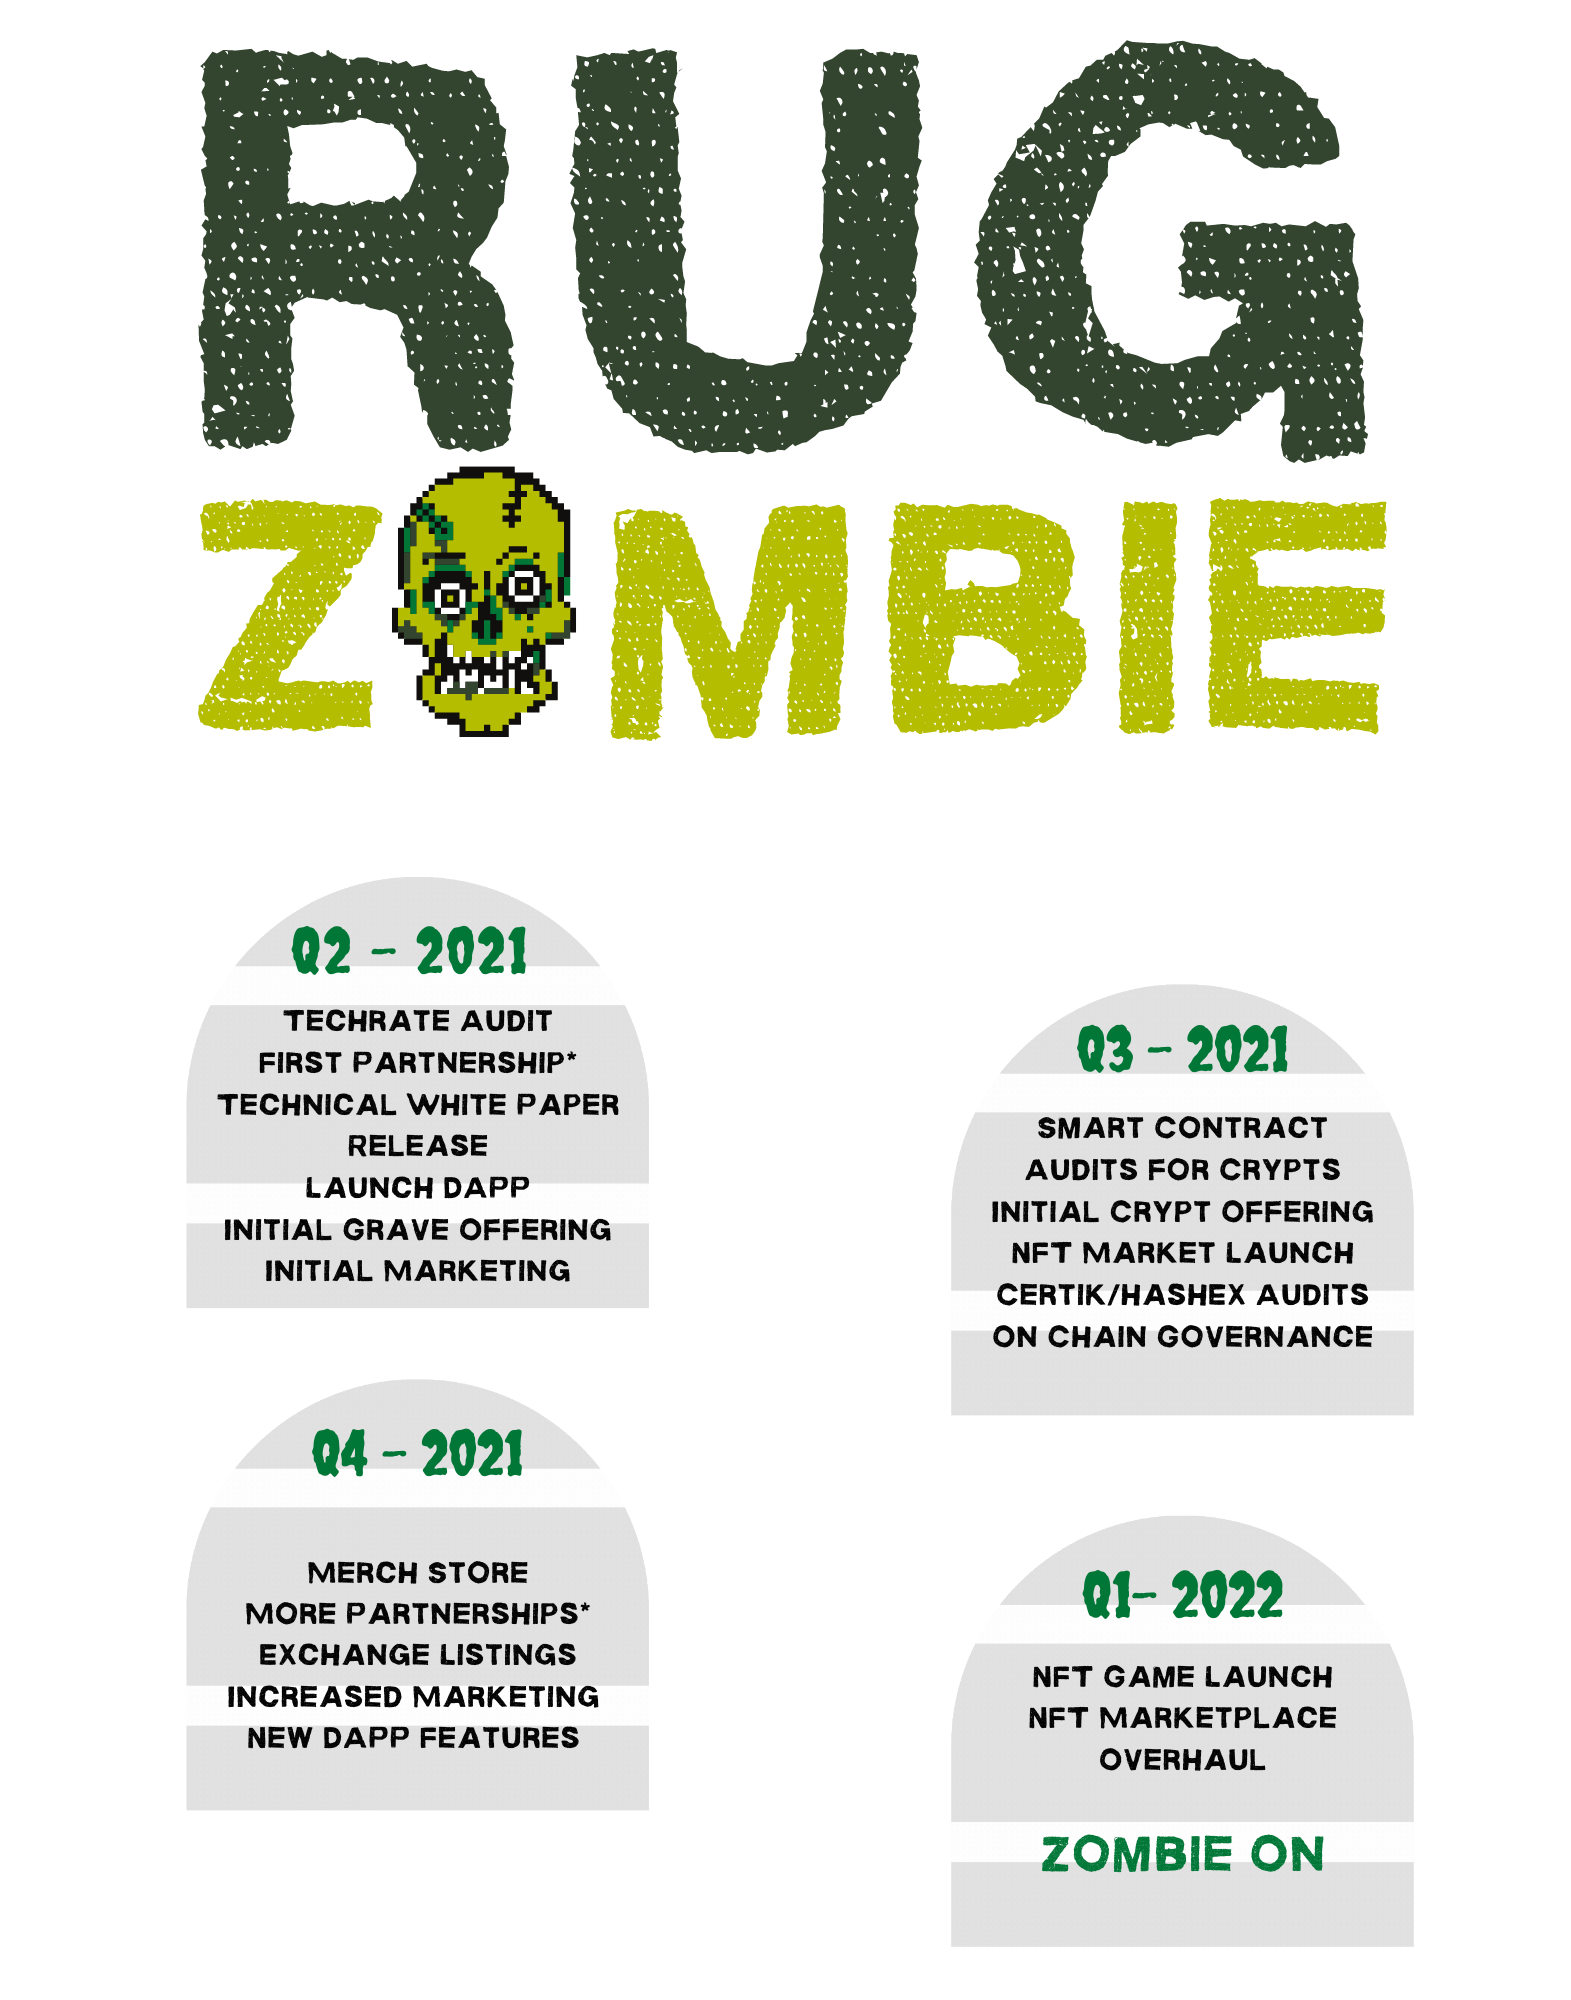 RUG
ZOMBIE
Q2 - 2021
TECHRATE AUDIT
FIRST PARTNERSHIP*
TECHNICAL WHITE PAPER
RELEASE
LAUNCH DAPP
INITIAL GRAVE OFFERING
INITIAL MARKETING
Q3 - 2021
SMART CONTRACT
AUDITS FOR CRYPTS
INITIAL CRYPT OFFERING
NFT MARKET LAUNCH
CERTIK/HASHEX AUDITS
ON CHAIN GOVERNANCE
Q4 - 2021
MERCH STORE
MORE PARTNERSHIPS*
EXCHANGE LISTINGS
INCREASED MARKETING
NEW DAPP FEATURES
Q1- 2022
NFT GAME LAUNCH
NFT MARKETPLACE
OVERHAUL
ZOMBIE ON